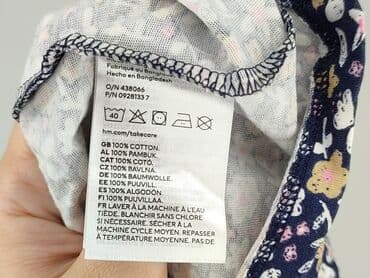 Fabriqué au Ban
Hecho en Bangladesh
O/N 438066
P/N 0928133 7
40
hm.com/takecare
GB 100% COTTON.
AL 100% PAMBUK.
CAT 100% COTÓ.
CZ 100% BAVLNA.
DE 100% BAUMWOLLE.
EE 100% PUUVILL.
ES 100% ALGODÓN.
FI 100% PUUVILLAA.
FR LAVER À LA MACHINE À L'EAU
TIÈDE. BLANCHIR SANS CHLORE
SI NÉCESSAIRE. SÉCHER À LA
MACHINE CYCLE MOYEN. REPASSER
À TEMPÉRATURE MOYENNE. PAS DE